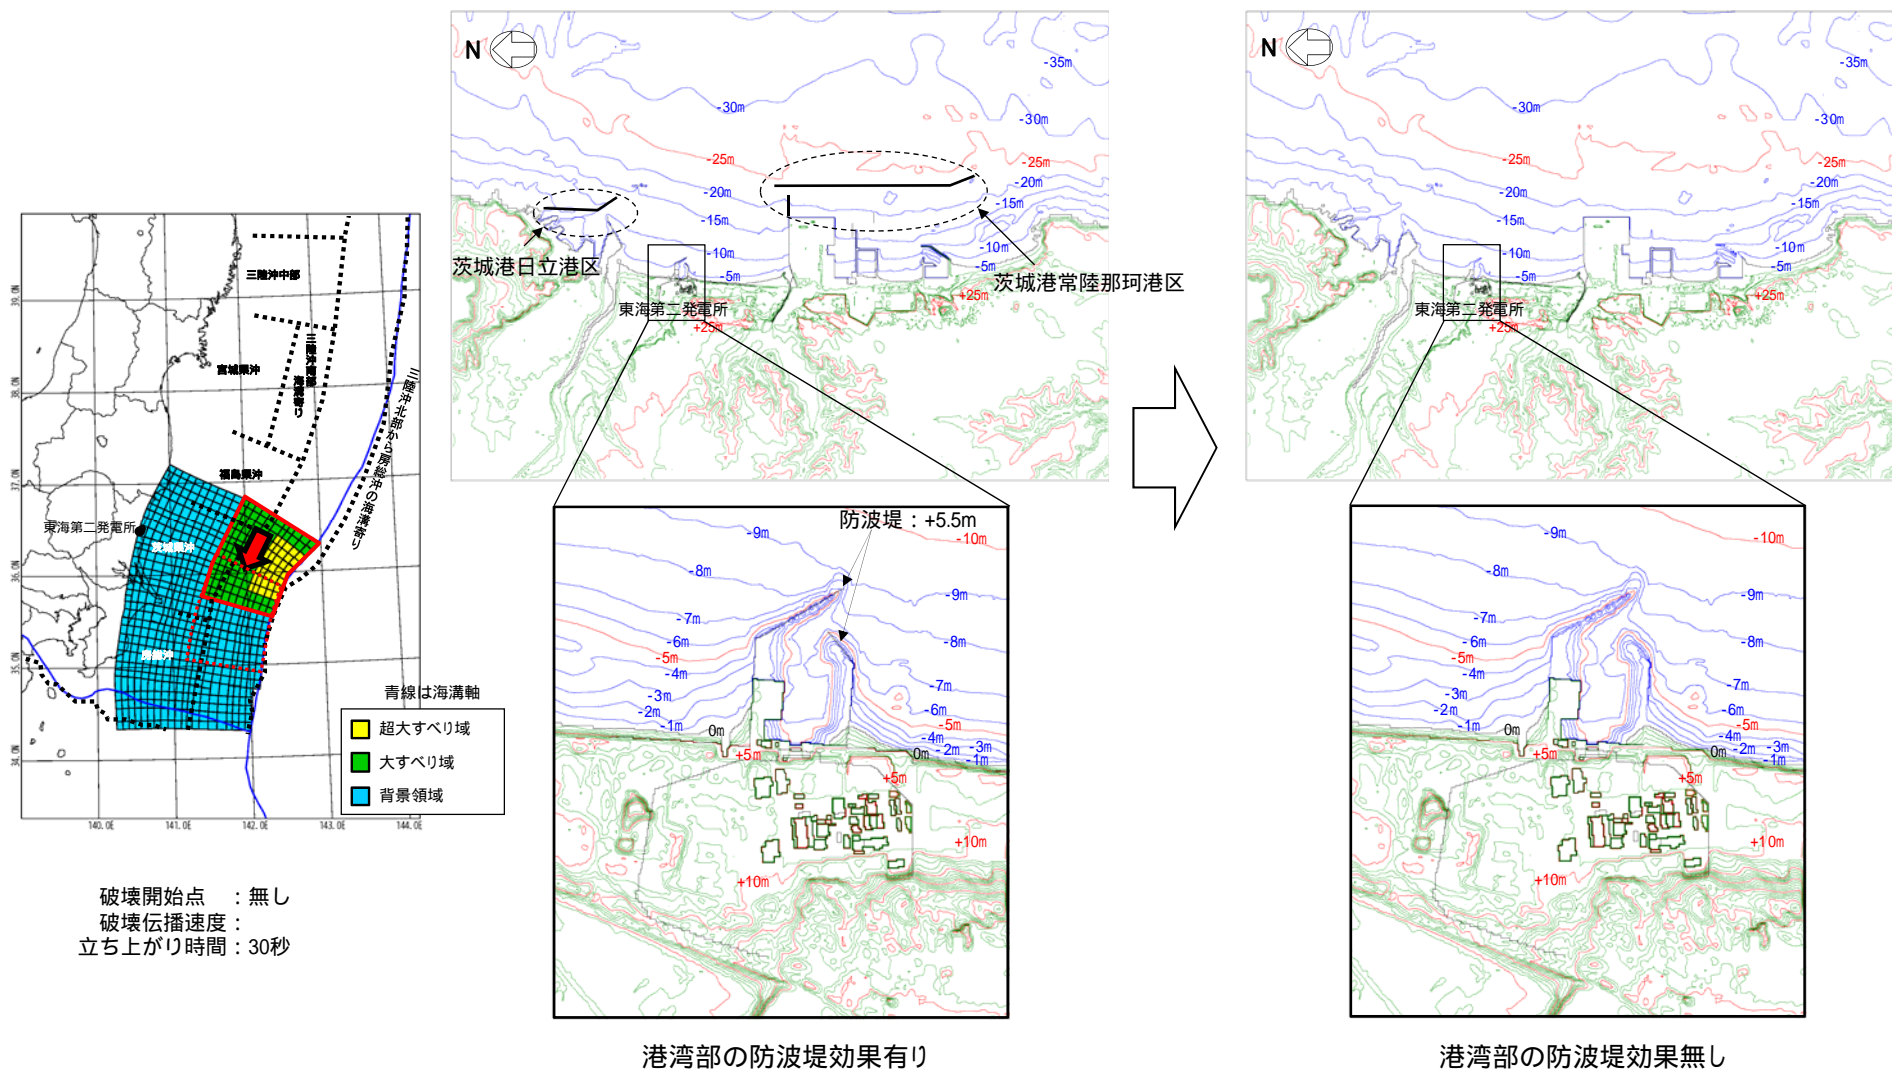 三陸沖中部
宮城県沖
三陸沖南部
海溝寄り
福島県沖
三陸沖北部から房総沖の海溝寄り
東海第二発電所
茨城県沖
房総沖
39.0N
38.0N
37.0N
36.0N
35.0N
34.0N
140.0E
141.0E
142.0E
143.0E
144.0E
青線は海溝軸
超大すべり域
大すべり域
背景領域
破壊開始点 :無し
破壊伝播速度:
立ち上がり時間:30秒
N
-35m
-30m
-30m
-25m
-25m
-20m
-20m
-15m
-15m
-10m
-10m
-5m
-5m
茨城港日立港区
茨城港常陸那珂港区
東海第二発電所
+25m
+25m
防波堤:+5.5m
-9m
-10m
-8m
-9m
-7m
-8m
-6m
-5m
-4m
-7m
-3m
-6m
-2m
-5m
-1m
-4m
-3m
-2m
-1m
0m
0m
+5m
+5m
+10m
+10m
港湾部の防波堤効果有り
N
-35m
-30m
-30m
-25m
-25m
-20m
-20m
-15m
-15m
-10m
-10m
-5m
-5m
東海第二発電所
+25m
+25m
-9m
-10m
-8m
-9m
-7m
-8m
-6m
-5m
-4m
-7m
-3m
-6m
-2m
-5m
-1m
-4m
-3m
-2m
-1m
0m
0m
+5m
+5m
+10m
+10m
港湾部の防波堤効果無し